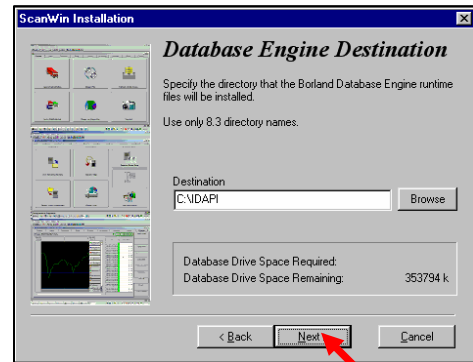 ScanWin Installation
Database Engine Destination
Specify the directory that the Borland Database Engine runtime
files will be installed.
Use only 8.3 directory names.
Destination
C:\IDAPI
Browse
Database Drive Space Required:
Database Drive Space Remaining: 353794 k
< Back
Next
Cancel